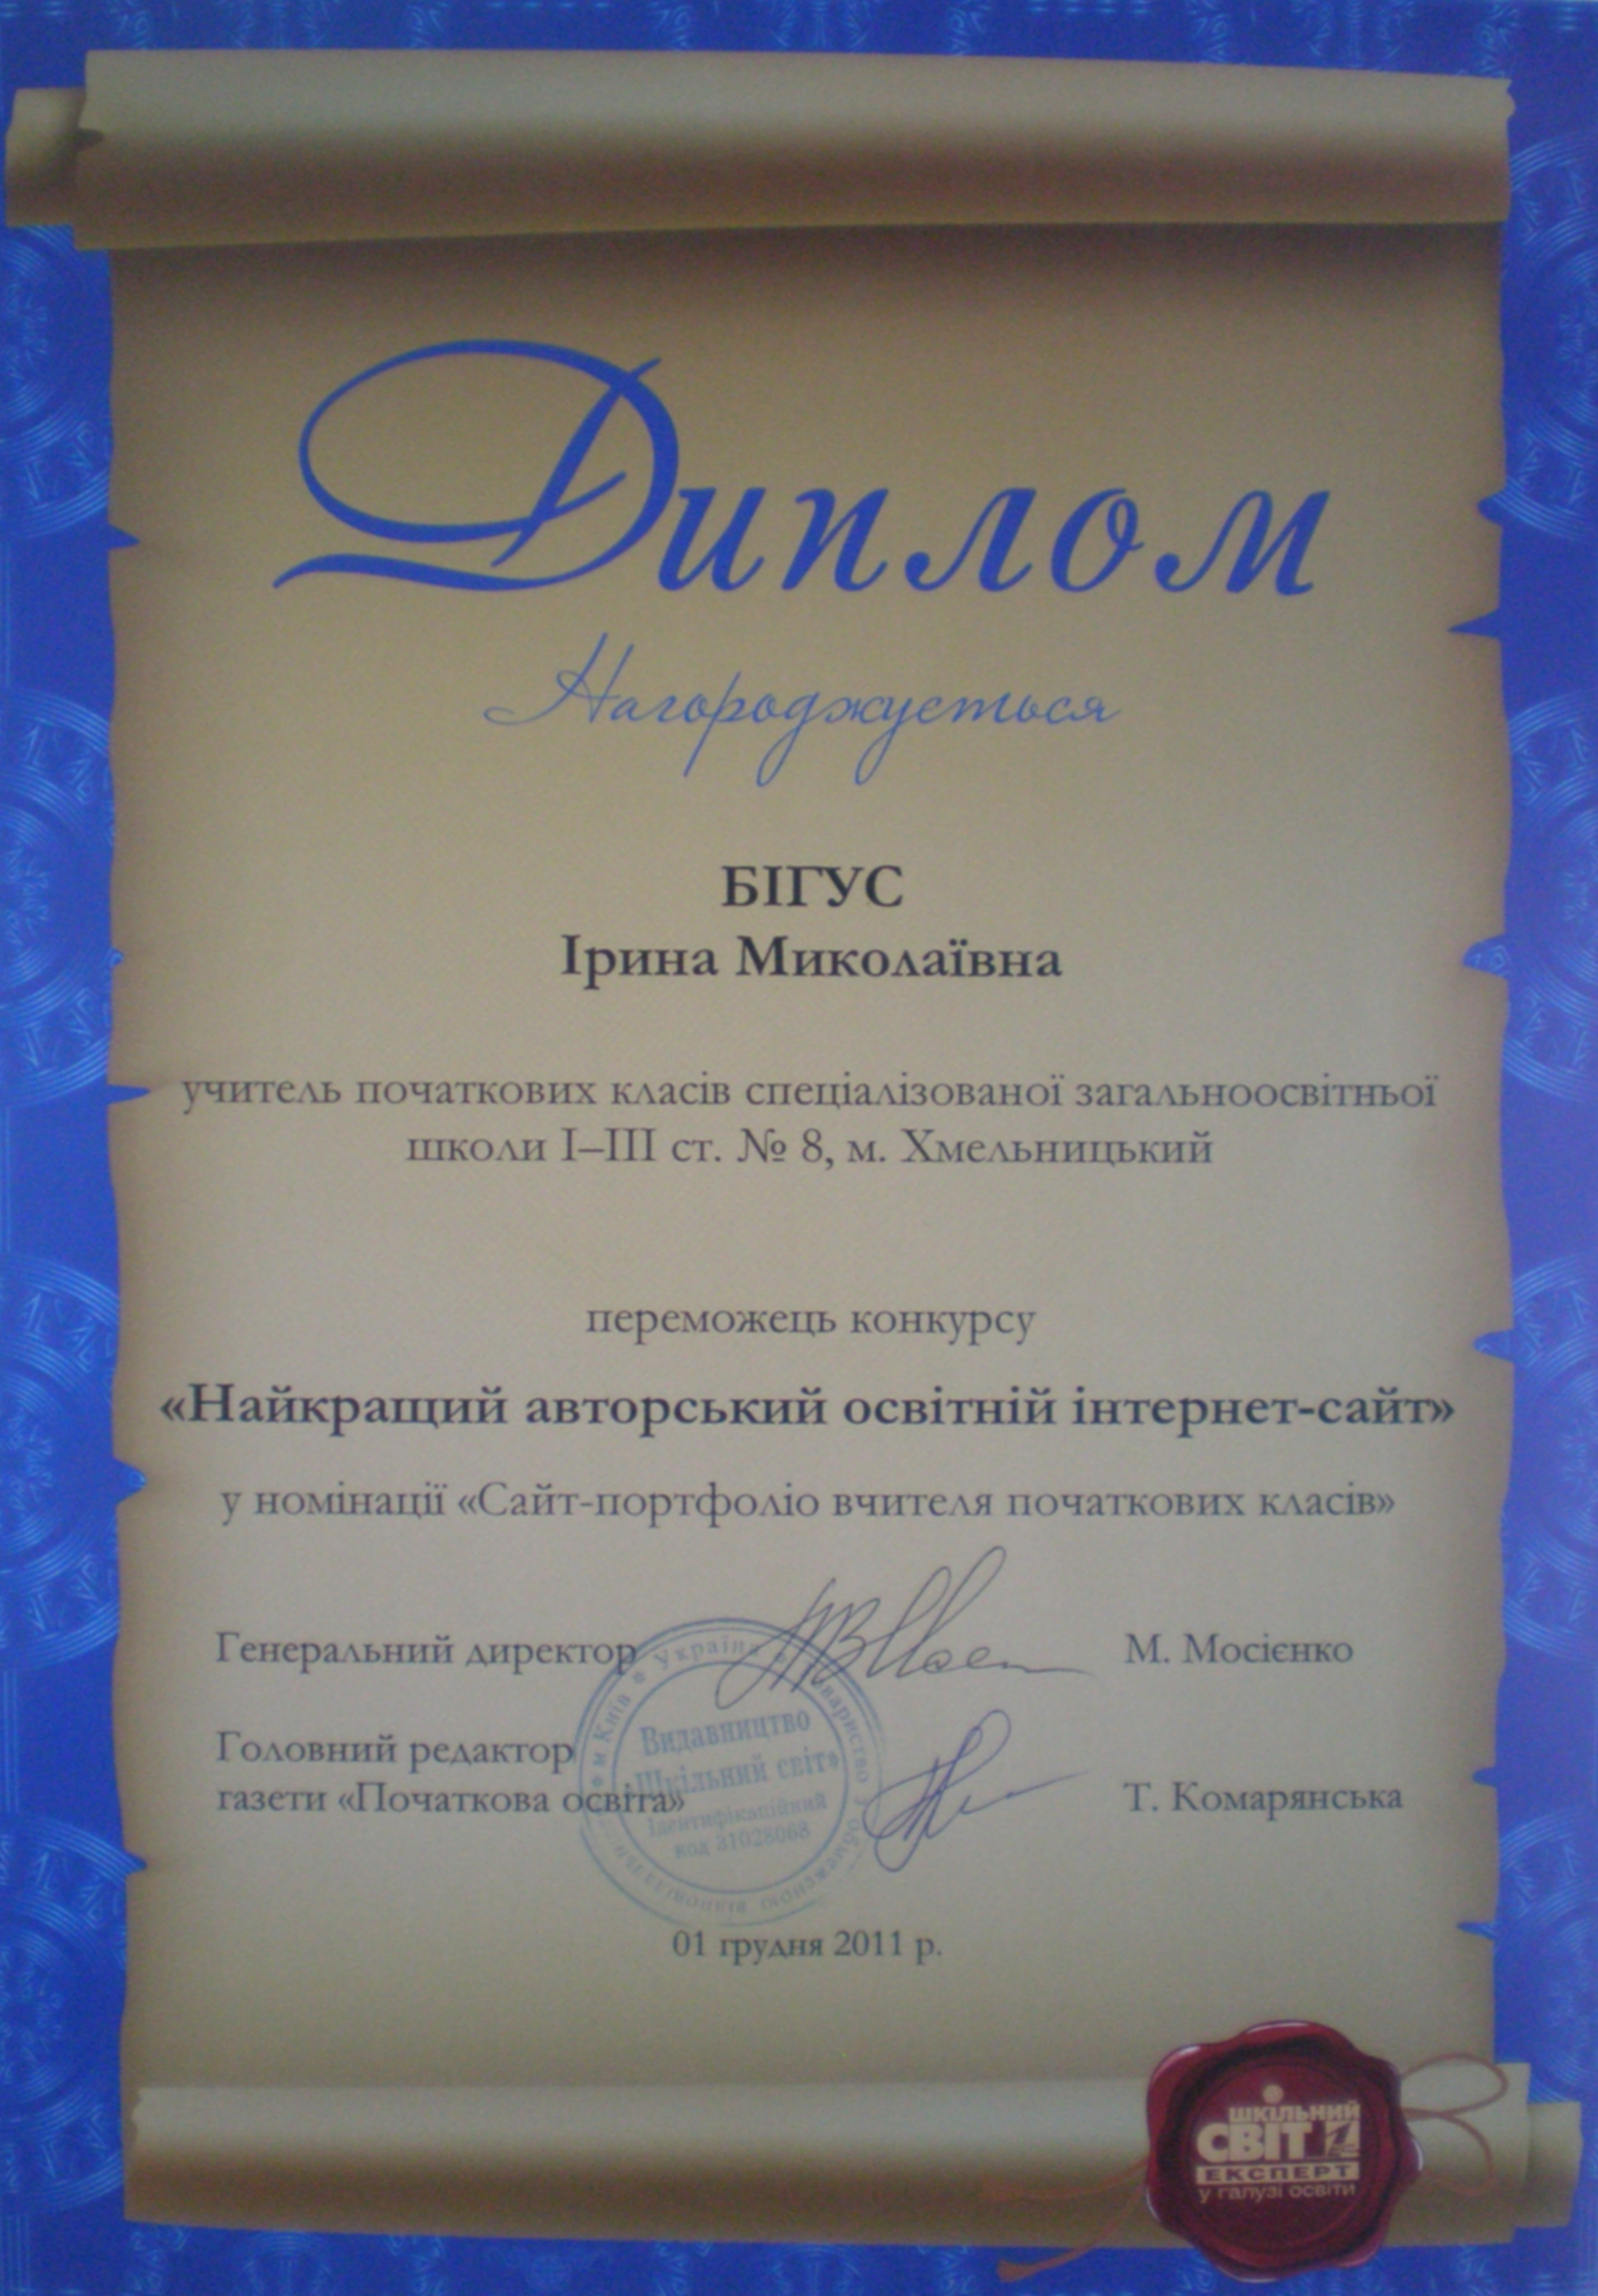 Диплом
Нагороджується
БІГУС
Ірина Миколаївна
учитель початкових класів спеціалізованої загальноосвітньої
школи І–ІІІ ст. № 8, м. Хмельницький
переможець конкурсу
«Найкращий авторський освітній інтернет-сайт»
у номінації «Сайт-портфоліо вчителя початкових класів»
Генеральний директор М. Мосієнко
Головний редактор
газети «Початкова освіта» Т. Комарянська
м Київ * Україна
Видавництво
«Шкільний світ»
Ідентифікаційний
код 31028068
01 грудня 2011 р.
ШКІЛЬНИЙ
СВІТ
ЕКСПЕРТ
у галузі освіти